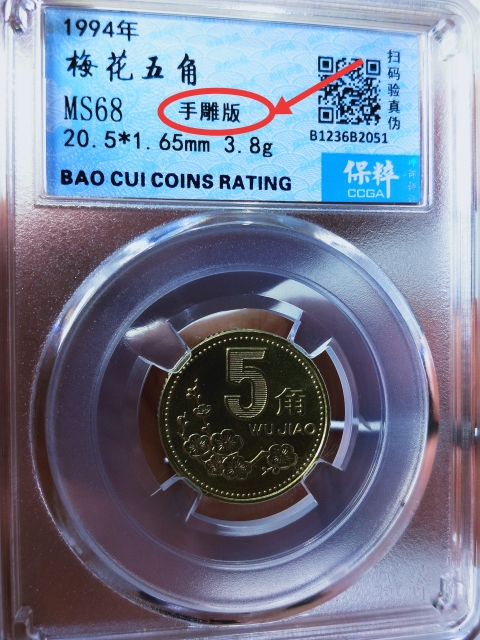 1994年
梅花五角
MS68 手雕版
20.5*1.65mm 3.8g
BAO CUI COINS RATING
扫码验真伪
B1236B2051
保粹
CCGA
5角
WU JIAO